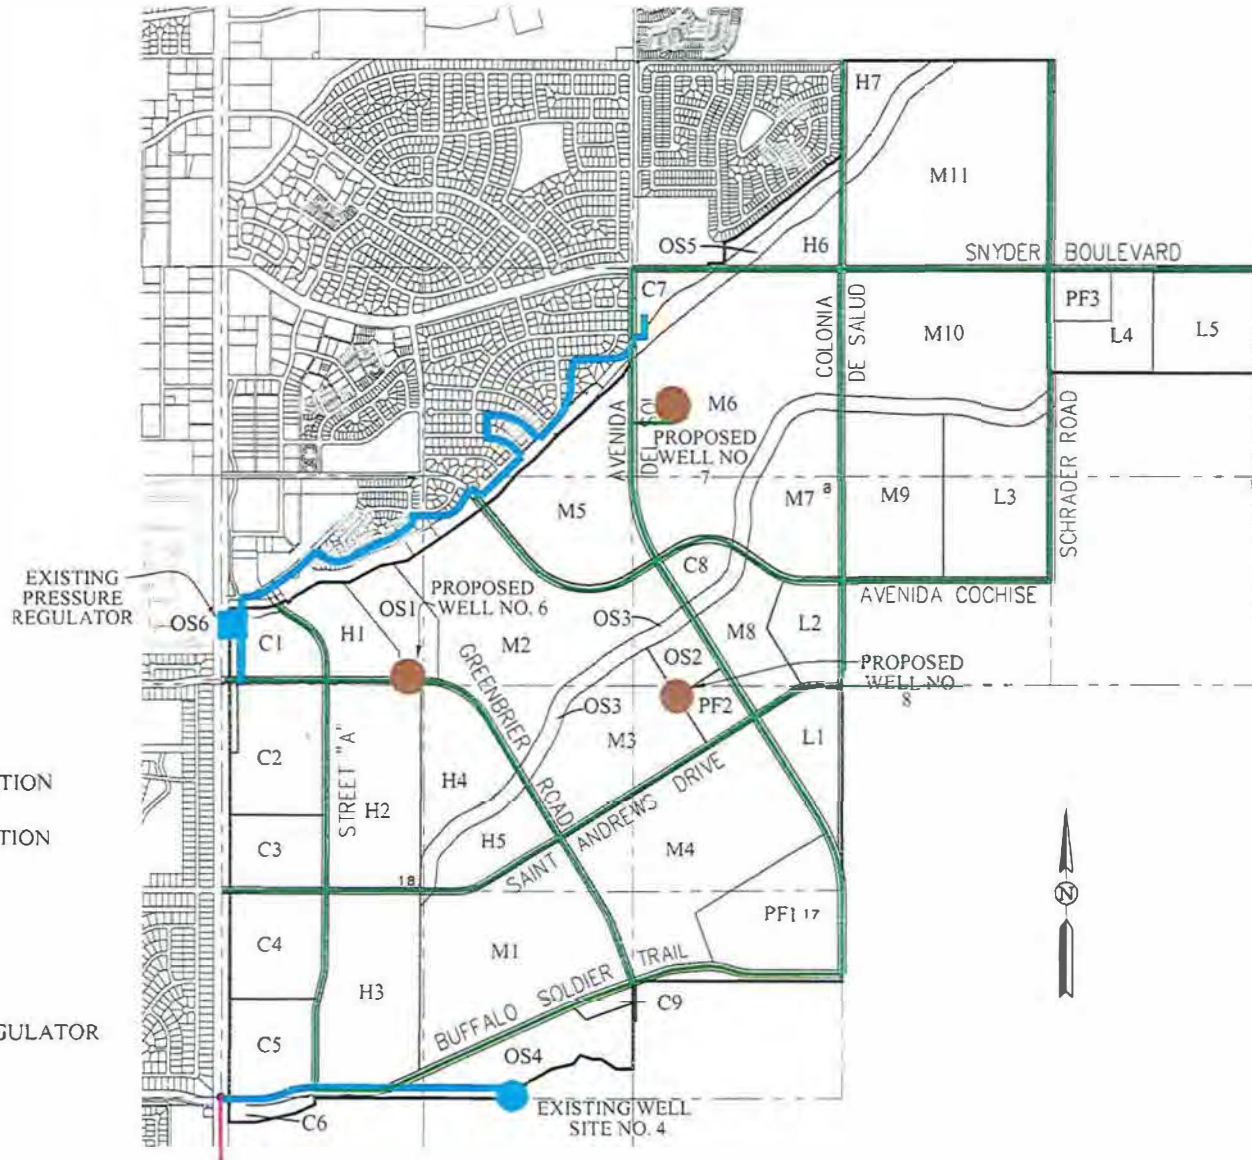 H7
M11
OS5
H6
SNYDER BOULEVARD
C7
PF3
COLONIA
DE SALUD
M10
L4
L5
M6
AVENIDA
DEL SOL
PROPOSED
WELL NO
7
7
SCHRADER ROAD
M7
8
M9
L3
M5
C8
EXISTING
PRESSURE
REGULATOR
OS6
PROPOSED
WELL NO. 6
OS1
AVENIDA COCHISE
C1
H1
M2
OS3
M8
L2
OS2
PROPOSED
WELL NO
8
GREENBRIER
ROAD
OS3
PF2
M3
L1
C2
STREET "A"
H4
TION
H2
SAINT ANDREWS DRIVE
TION
C3
H5
M4
18
PF1 17
C4
M1
H3
BUFFALO SOLDIER TRAIL
C9
GULATOR
C5
OS4
N
C6
EXISTING WELL
SITE NO. 4